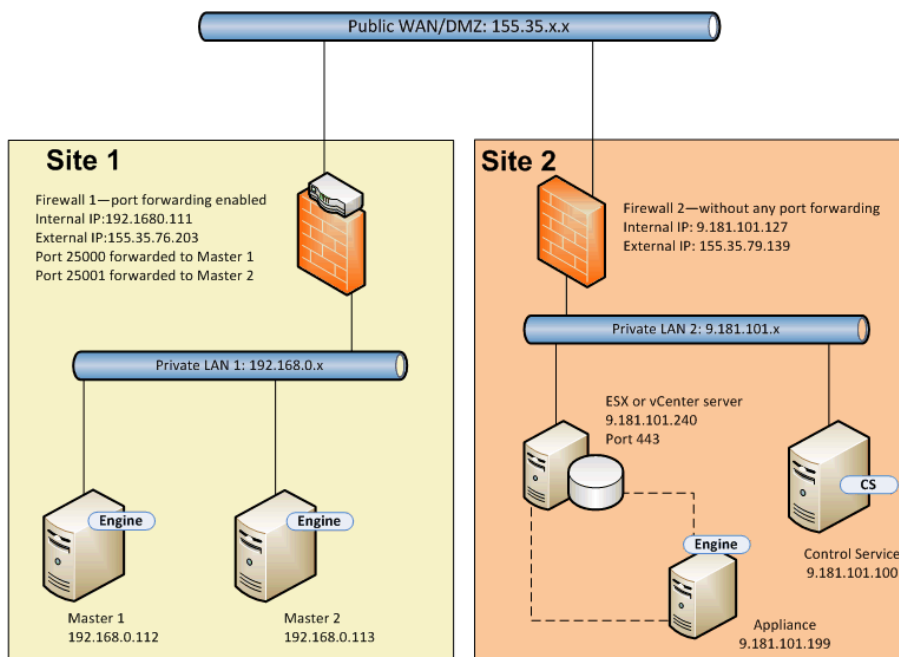 Public WAN/DMZ: 155.35.x.x
Site 1
Firewall 1—port forwarding enabled
Internal IP:192.1680.111
External IP:155.35.76.203
Port 25000 forwarded to Master 1
Port 25001 forwarded to Master 2
Private LAN 1: 192.168.0.x
Engine
Master 1
192.168.0.112
Engine
Master 2
192.168.0.113
Site 2
Firewall 2—without any port forwarding
Internal IP: 9.181.101.127
External IP: 155.35.79.139
Private LAN 2: 9.181.101.x
ESX or vCenter server
9.181.101.240
Port 443
CS
Control Service
9.181.101.100
Engine
Appliance
9.181.101.199